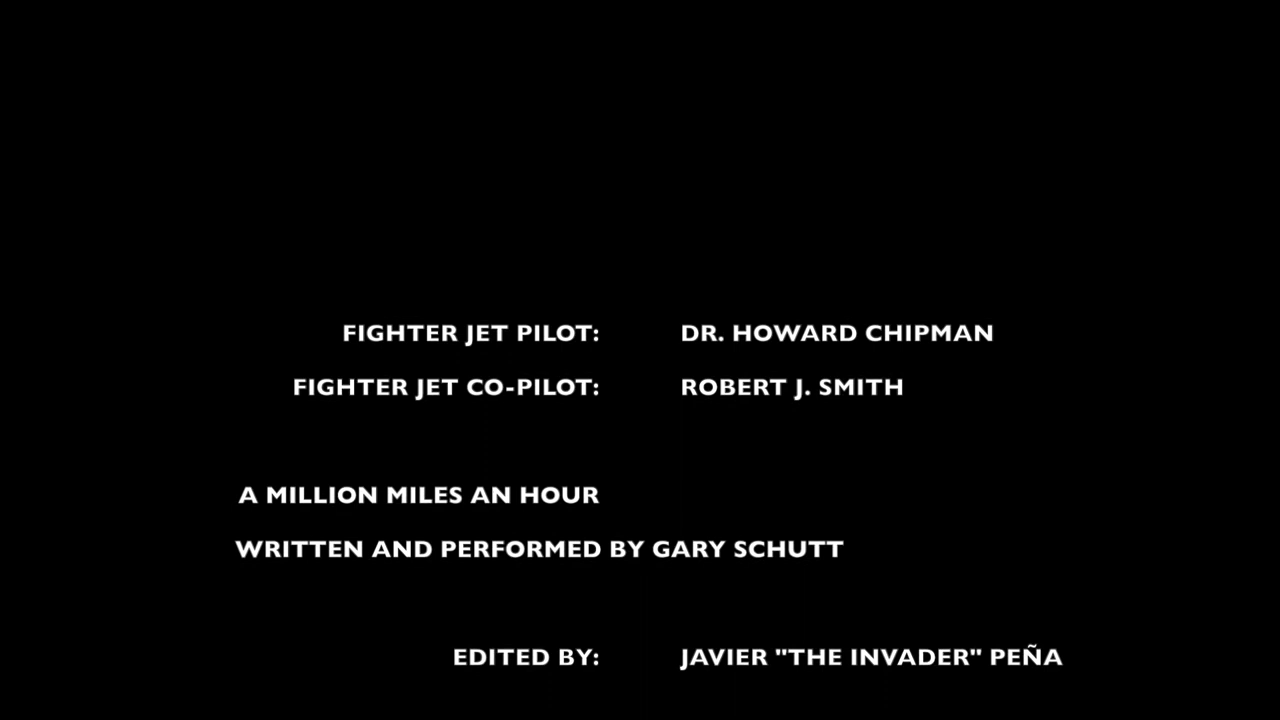 FIGHTER JET PILOT: DR. HOWARD CHIPMAN
FIGHTER JET CO-PILOT: ROBERT J. SMITH
A MILLION MILES AN HOUR
WRITTEN AND PERFORMED BY GARY SCHUTT
EDITED BY: JAVIER "THE INVADER" PEÑA